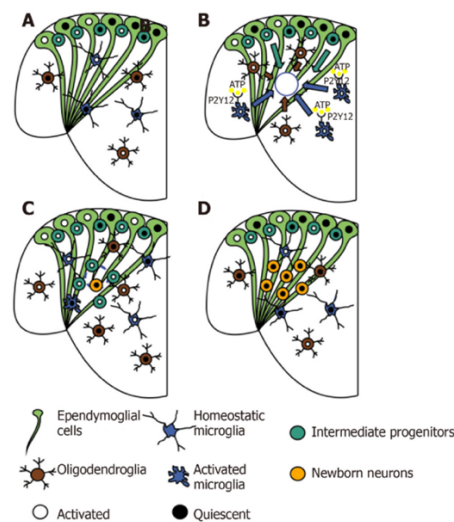 A
B
B
ATP
ATP
P2Y12
P2Y12
ATP
P2Y12
C
D
Ependymoglial
cells
Homeostatic
microglia
Intermediate progenitors
Oligodendroglia
Activated
microglia
Newborn neurons
Activated
Quiescent